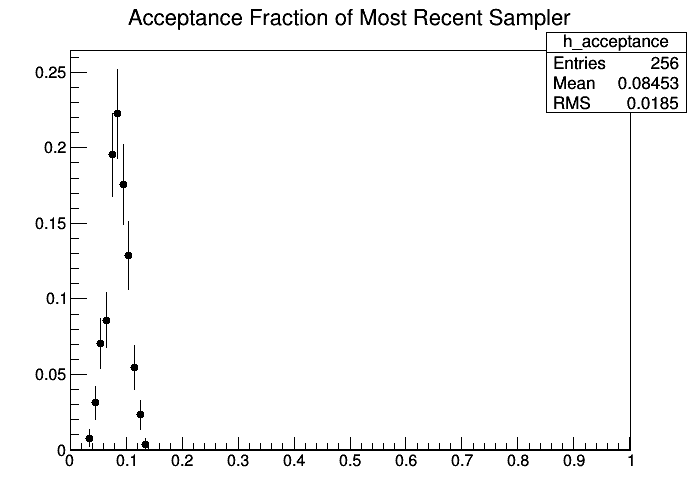 Acceptance Fraction of Most Recent Sampler
h_acceptance
Entries 256
Mean 0.08453
RMS 0.0185
0.25
0.2
0.15
0.1
0.05
0
0 0.1 0.2 0.3 0.4 0.5 0.6 0.7 0.8 0.9 1